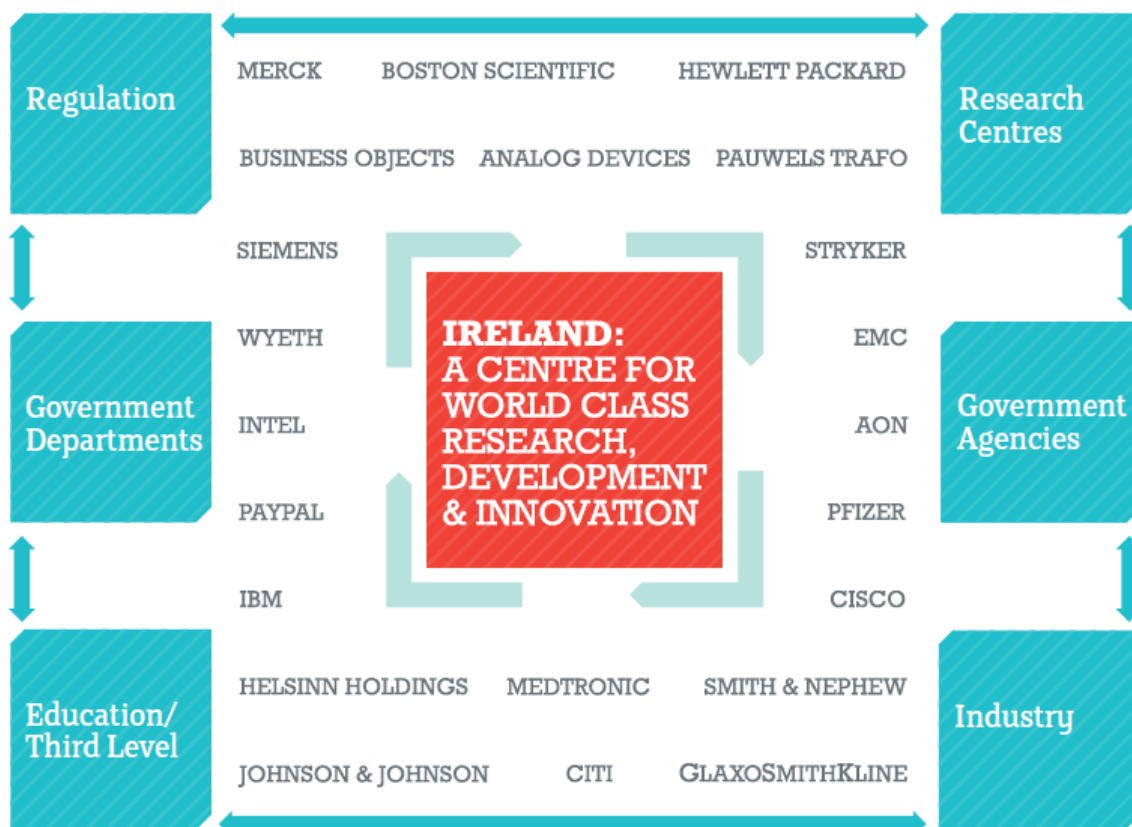 Regulation
MERCK BOSTON SCIENTIFIC HEWLETT PACKARD
Research
Centres
BUSINESS OBJECTS ANALOG DEVICES PAUWELS TRAFO
SIEMENS
STRYKER
WYETH
EMC
INTEL
AON
PAYPAL
PFIZER
IBM
CISCO
IRELAND:
A CENTRE FOR
WORLD CLASS
RESEARCH,
DEVELOPMENT
& INNOVATION
Government
Departments
Government
Agencies
HELSINN HOLDINGS MEDTRONIC SMITH & NEPHEW
Education/
Third Level
Industry
JOHNSON & JOHNSON CITI GLAXOSMITHKLINE